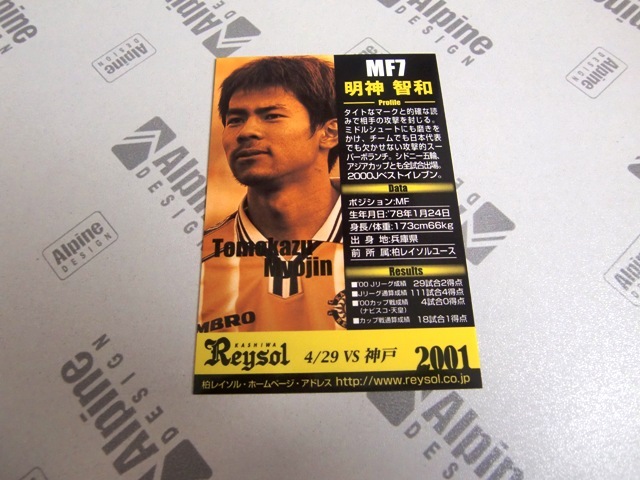 MF7
明神 智和
Profile
タイトなマークと的確な読
みで相手の攻撃を封じる。
ミドルシュートにも磨きを
かけ、チームでも日本代表
でも欠かせない攻撃的スー
パーボランチ。シドニー五輪、
アジアカップとも全試合出場。
2000Jベストイレブン。
Data
ポジション:MF
生年月日:'78年1月24日
身長/体重:173cm66kg
出 身 地:兵庫県
前 所 属:柏レイソルユース
Results
■'00 Jリーグ成績 29試合2得点
■Jリーグ通算成績 111試合4得点
■'00カップ戦成績 4試合0得点
(ナビスコ・天皇)
■カップ戦通算成績 18試合1得点
Tomokazu
Myojin
UMBRO
KASHIWA
Reysol
4/29 VS 神戸
2001
柏レイソル・ホームページ・アドレス http://www.reysol.co.jp
Alpine
DESIGN
Alpine
DESIGN
Alpine
DESIGN
Alpine
DESIGN
Alpine
DESIGN
Alpine
DESIGN